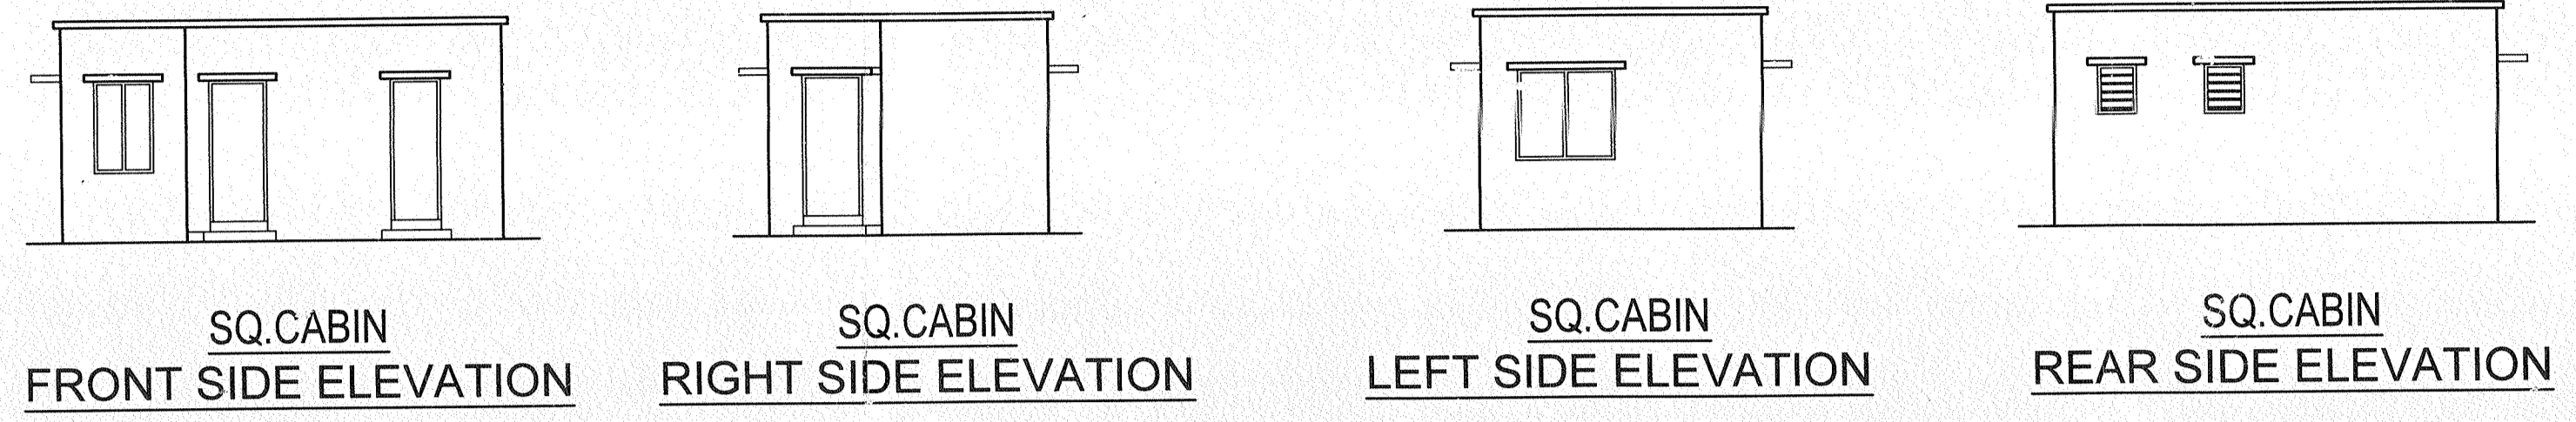 SQ.CABIN
FRONT SIDE ELEVATION
SQ.CABIN
RIGHT SIDE ELEVATION
SQ.CABIN
LEFT SIDE ELEVATION
SQ.CABIN
REAR SIDE ELEVATION